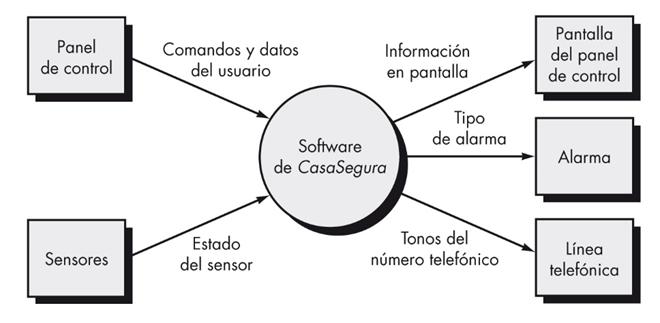 Panel
de control
Comandos y datos
del usuario
Información
en pantalla
Pantalla
del panel
de control
Software
de CasaSegura
Tipo
de alarma
Alarma
Sensores
Estado
del sensor
Tonos del
número telefónico
Línea
telefónica